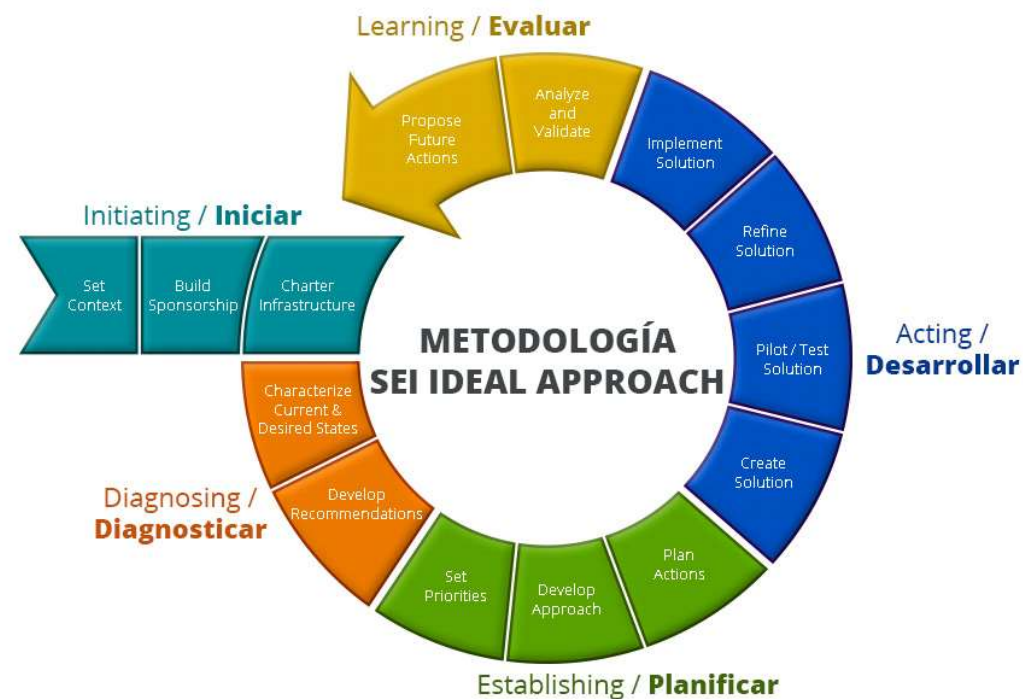 Learning / Evaluar
Propose
Future
Actions
Analyze
and
Validate
Implement
Solution
Refine
Solution
Pilot / Test
Solution
Create
Solution
Acting /
Desarrollar
Initiating / Iniciar
Set
Context
Build
Sponsorship
Charter
Infrastructure
METODOLOGÍA
SEI IDEAL APPROACH
Characterize
Current &
Desired States
Develop
Recommendations
Diagnosing /
Diagnosticar
Set
Priorities
Develop
Approach
Plan
Actions
Establishing / Planificar